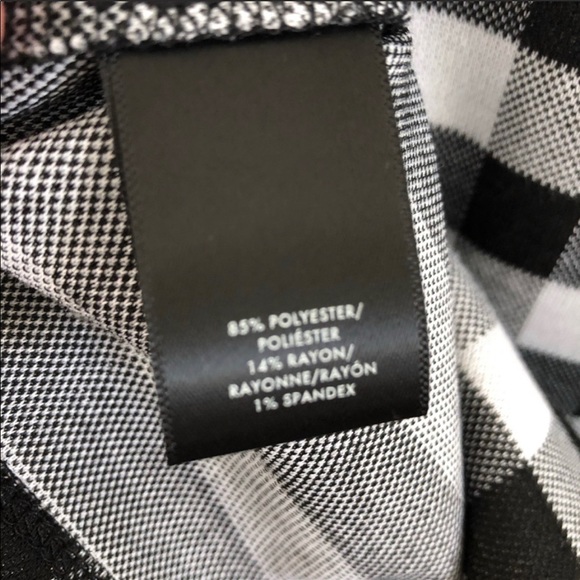 85% POLYESTER/
POLIÉSTER
14% RAYON/
RAYONNE/RAYÓN
1% SPANDEX